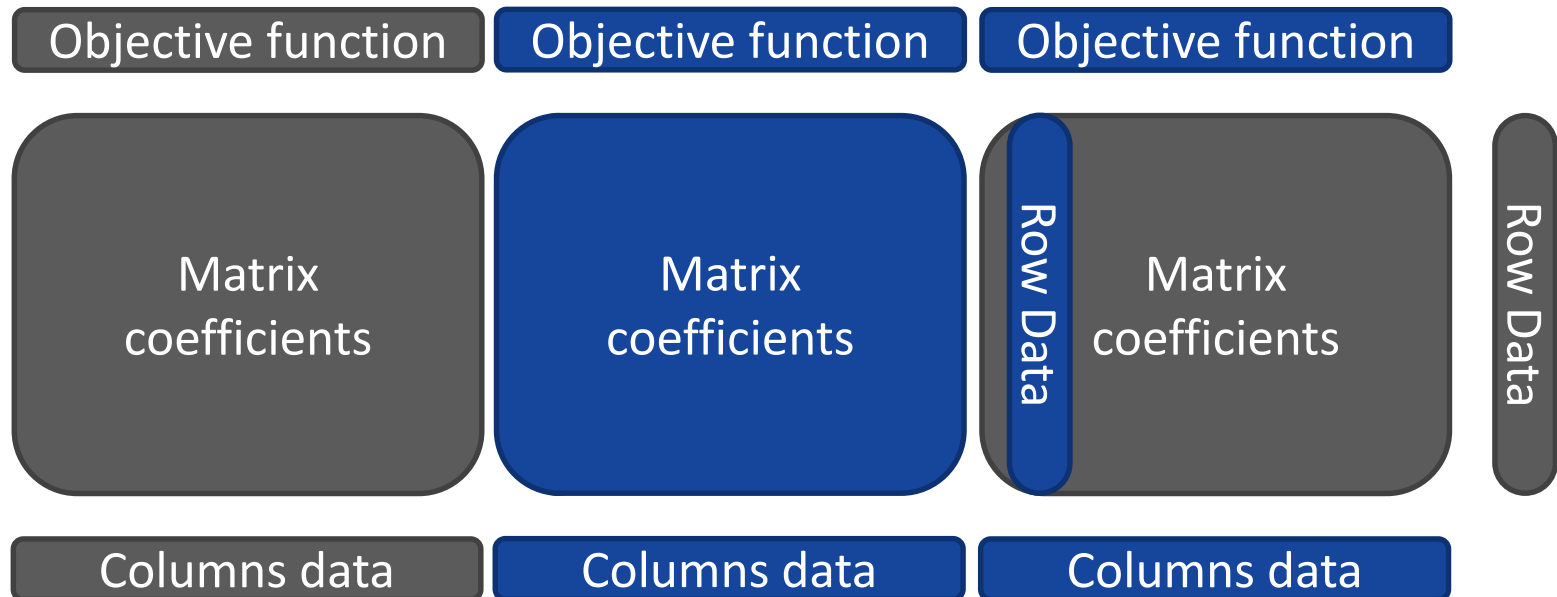 Objective function
Objective function
Objective function
Matrix
coefficients
Matrix
coefficients
Row Data
Matrix
coefficients
Row Data
Columns data
Columns data
Columns data